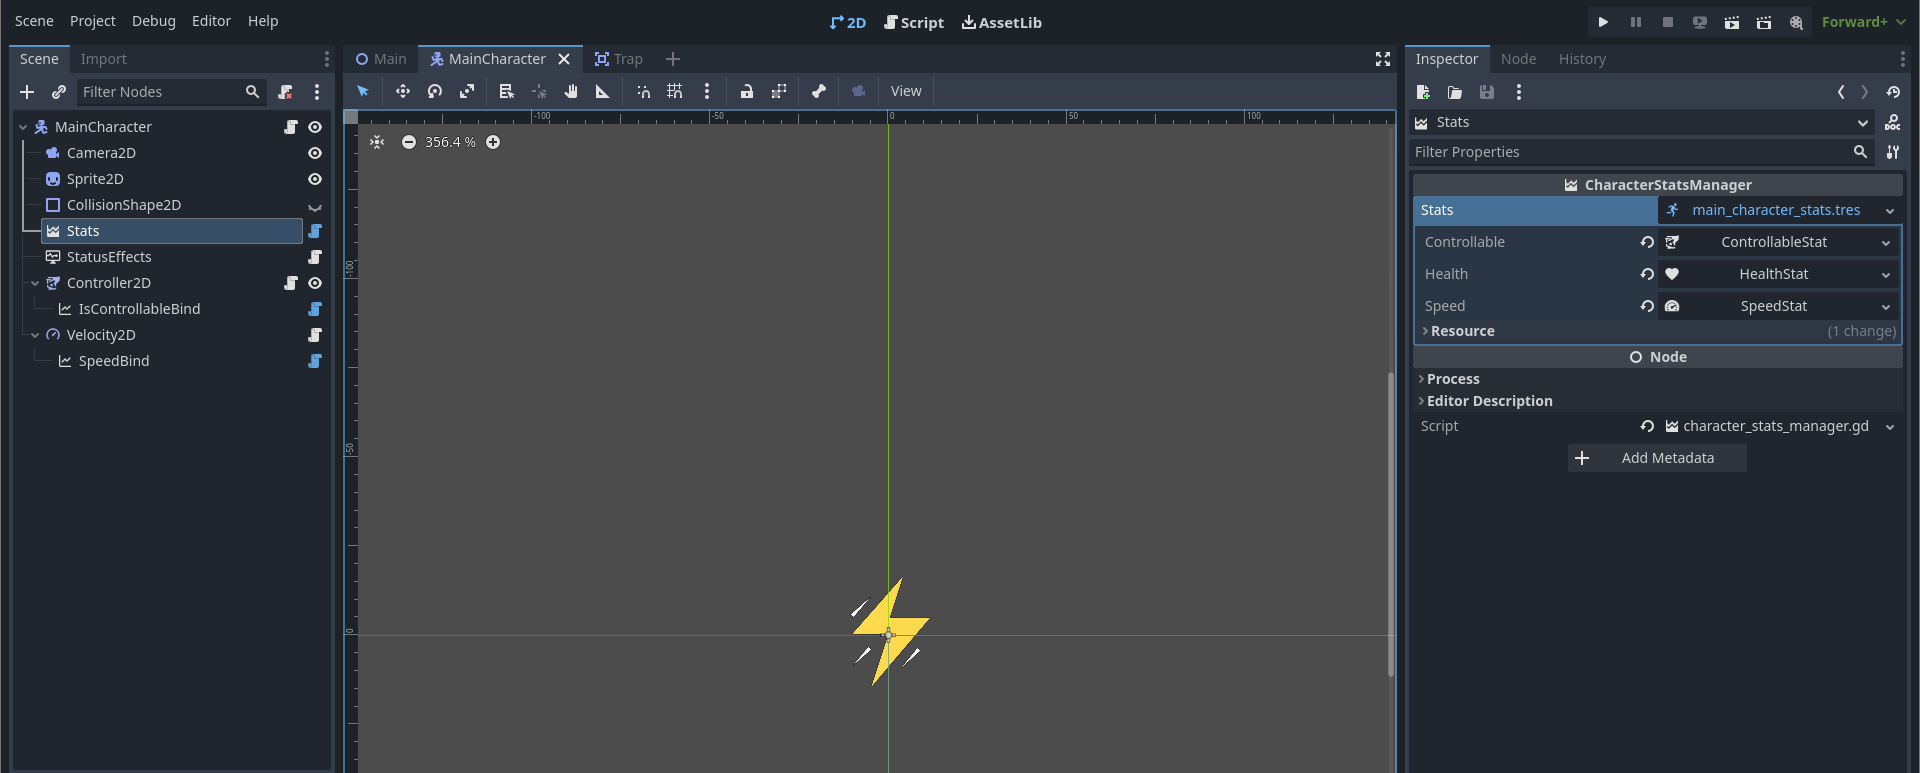 Scene Project Debug Editor Help
2D Script AssetLib
Forward+
Scene Import
Filter Nodes
MainCharacter
Camera2D
Sprite2D
CollisionShape2D
Stats
StatusEffects
Controller2D
IsControllableBind
Velocity2D
SpeedBind
Main MainCharacter Trap
View
-100 -50 0 50 100
356.4 %
-100
-50
0
Inspector Node History
Stats
Filter Properties
CharacterStatsManager
Stats main_character_stats.tres
Controllable ControllableStat
Health HealthStat
Speed SpeedStat
Resource (1 change)
Node
Process
Editor Description
Script character_stats_manager.gd
Add Metadata